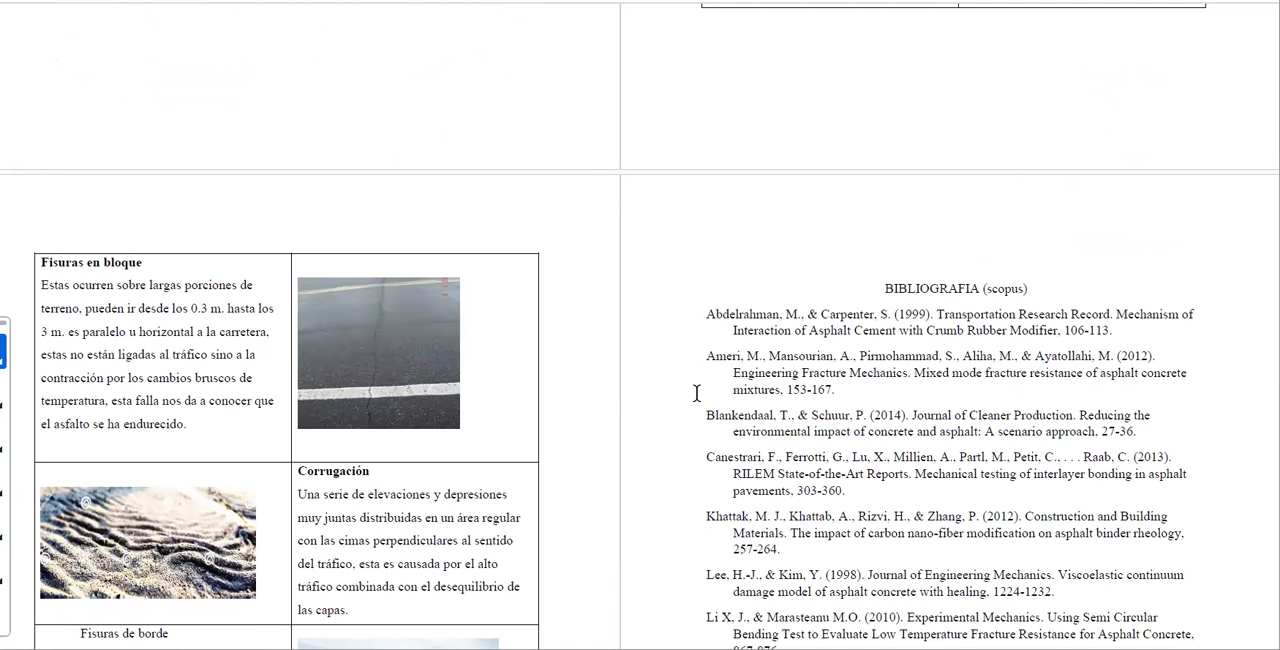 Fisuras en bloque
Estas ocurren sobre largas porciones de
terreno, pueden ir desde los 0.3 m. hasta los
3 m. es paralelo u horizontal a la carretera,
estas no están ligadas al tráfico sino a la
contracción por los cambios bruscos de
temperatura, esta falla nos da a conocer que
el asfalto se ha endurecido.
Corrugación
Una serie de elevaciones y depresiones
muy juntas distribuidas en un área regular
con las cimas perpendiculares al sentido
del tráfico, esta es causada por el alto
tráfico combinada con el desequilibrio de
las capas.
Fisuras de borde
BIBLIOGRAFIA (scopus)
Abdelrahman, M., & Carpenter, S. (1999). Transportation Research Record. Mechanism of
Interaction of Asphalt Cement with Crumb Rubber Modifier, 106-113.
Ameri, M., Mansourian, A., Pirmohammad, S., Aliha, M., & Ayatollahi, M. (2012).
Engineering Fracture Mechanics. Mixed mode fracture resistance of asphalt concrete
mixtures, 153-167.
Blankendaal, T., & Schuur, P. (2014). Journal of Cleaner Production. Reducing the
environmental impact of concrete and asphalt: A scenario approach, 27-36.
Canestrari, F., Ferrotti, G., Lu, X., Millien, A., Partl, M., Petit, C., . . . Raab, C. (2013).
RILEM State-of-the-Art Reports. Mechanical testing of interlayer bonding in asphalt
pavements, 303-360.
Khattak, M. J., Khattab, A., Rizvi, H., & Zhang, P. (2012). Construction and Building
Materials. The impact of carbon nano-fiber modification on asphalt binder rheology,
257-264.
Lee, H.-J., & Kim, Y. (1998). Journal of Engineering Mechanics. Viscoelastic continuum
damage model of asphalt concrete with healing, 1224-1232.
Li X, J., & Marasteanu M.O. (2010). Experimental Mechanics. Using Semi Circular
Bending Test to Evaluate Low Temperature Fracture Resistance for Asphalt Concrete,